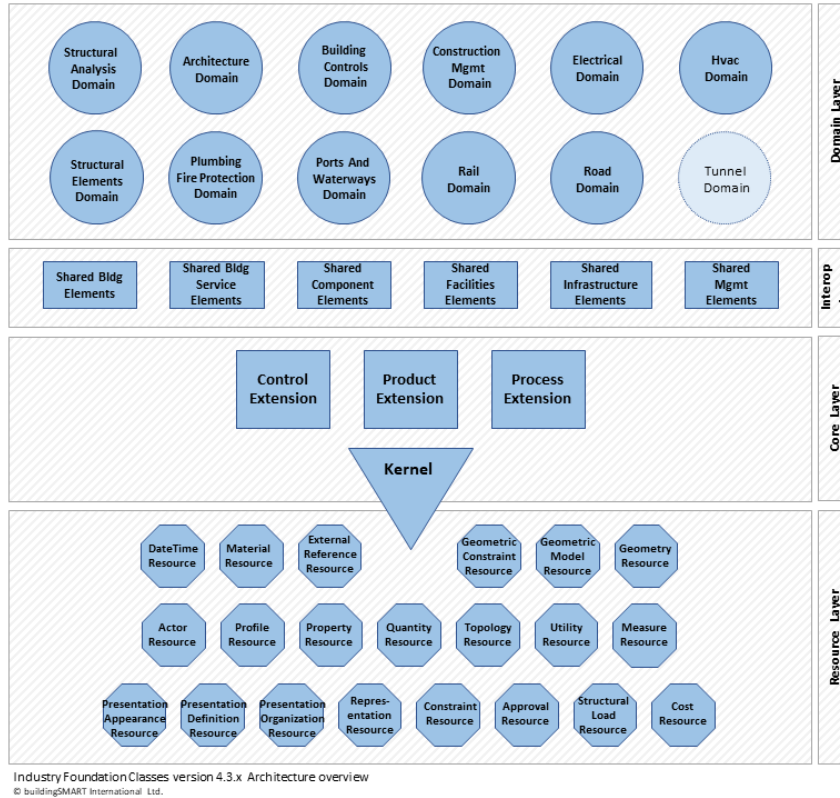 Structural
Analysis
Domain
Architecture
Domain
Building
Controls
Domain
Construction
Mgmt Domain
Electrical
Domain
Hvac
Domain
Domain Layer
Structural
Elements
Domain
Plumbing
Fire Protection
Domain
Ports And
Waterways
Domain
Rail
Domain
Road
Domain
Tunnel
Domain
Shared Bldg
Elements
Shared Bldg
Service
Elements
Shared
Component
Elements
Shared
Facilities
Elements
Shared
Infrastructure
Elements
Shared
Mgmt
Elements
Interop
Control
Extension
Product
Extension
Process
Extension
Core Layer
Kernel
DateTime
Resource
Material
Resource
External
Reference
Resource
Geometric
Constraint
Resource
Geometric
Model
Resource
Geometry
Resource
Actor
Resource
Profile
Resource
Property
Resource
Quantity
Resource
Topology
Resource
Utility
Resource
Measure
Resource
Resource Layer
Presentation
Appearance
Resource
Presentation
Definition
Resource
Presentation
Organization
Resource
Repres-
entation
Resource
Constraint
Resource
Approval
Resource
Structural
Load
Resource
Cost
Resource
Industry Foundation Classes version 4.3.x Architecture overview
© buildingSMART International Ltd.